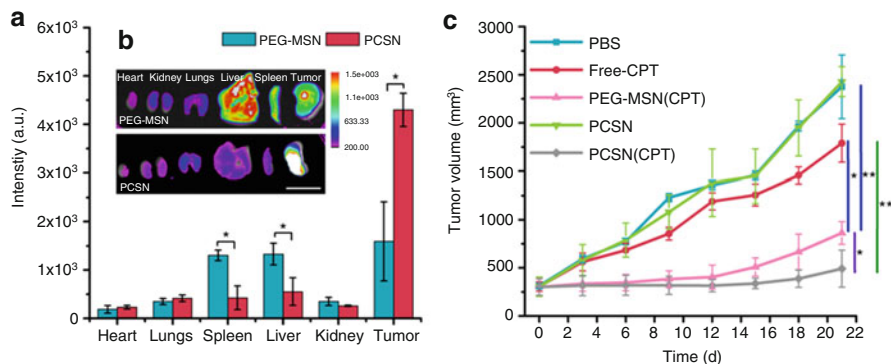 a
6x10³
5x10³
4x10³
3x10³
2x10³
1x10³
0
Intenstiy (a.u.)
Heart
Lungs
Spleen
Liver
Kidney
Tumor
PEG-MSN
PCSN
*
*
*
b
Heart Kidney Lungs Liver Spleen Tumor
PEG-MSN
PCSN
1.5e+003
1.1e+003
633.33
200.00
c
3000
2500
2000
1500
1000
500
0
Tumor volume (mm³)
PBS
Free-CPT
PEG-MSN(CPT)
PCSN
PCSN(CPT)
*
**
**
*
0 2 4 6 8 10 12 14 16 18 20 22
Time (d)